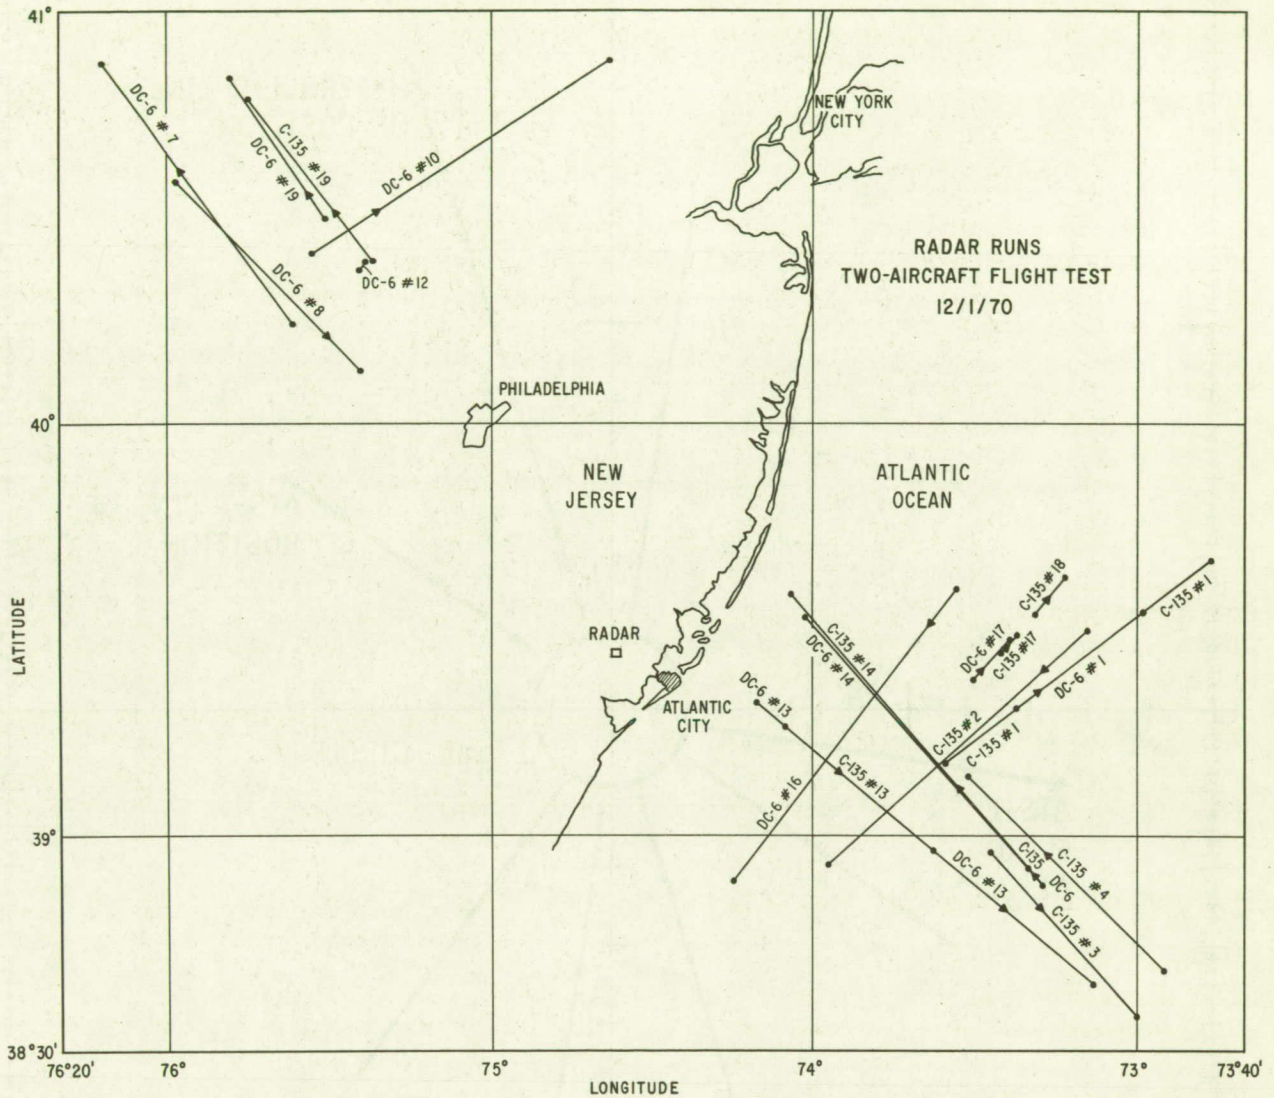 41°
NEW YORK
CITY
DC-6 #7
C-135 #19
DC-6 #19
DC-6 #10
RADAR RUNS
TWO-AIRCRAFT FLIGHT TEST
12/1/70
DC-6 #12
DC-6 #8
PHILADELPHIA
40°
NEW
JERSEY
ATLANTIC
OCEAN
C-135 #18
C-135 #1
LATITUDE
RADAR
C-135 #14
DC-6 #14
DC-6 #17
C-135 #17
DC-6 #1
DC-6 #13
ATLANTIC
CITY
C-135 #2
C-135 #1
C-135 #13
DC-6 #16
39°
DC-6 #13
C-135
DC-6
C-135 #4
C-135 #3
38°30'
76°20'
76°
75°
74°
73°
73°40'
LONGITUDE